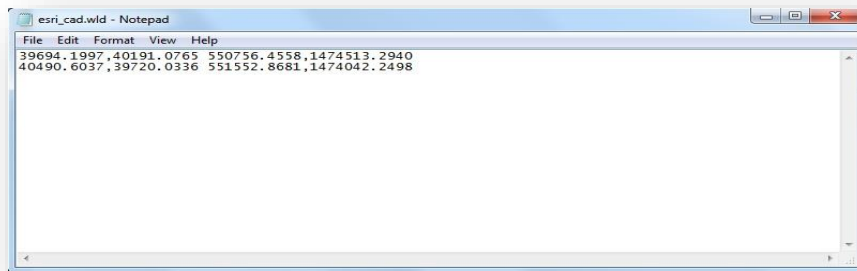 esri_cad.wld - Notepad
File Edit Format View Help
39694.1997,40191.0765 550756.4558,1474513.2940
40490.6037,39720.0336 551552.8681,1474042.2498